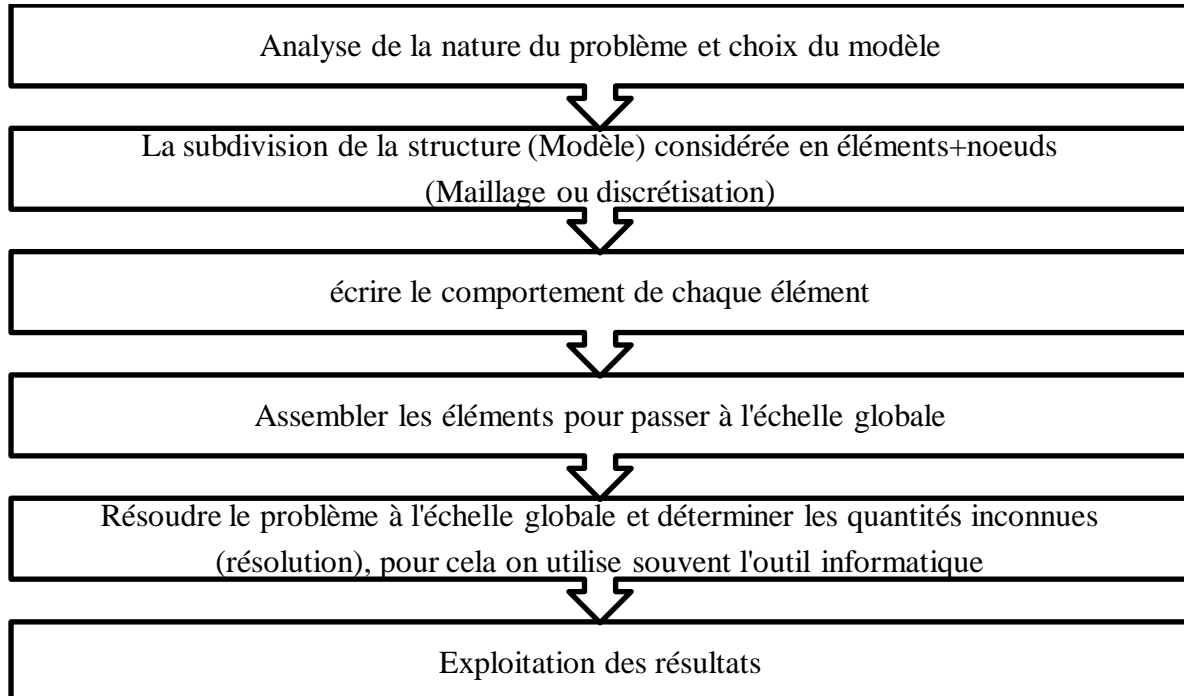 Analyse de la nature du problème et choix du modèle
La subdivision de la structure (Modèle) considérée en éléments+noeuds
(Maillage ou discrétisation)
écrire le comportement de chaque élément
Assembler les éléments pour passer à l'échelle globale
Résoudre le problème à l'échelle globale et déterminer les quantités inconnues
(résolution), pour cela on utilise souvent l'outil informatique
Exploitation des résultats